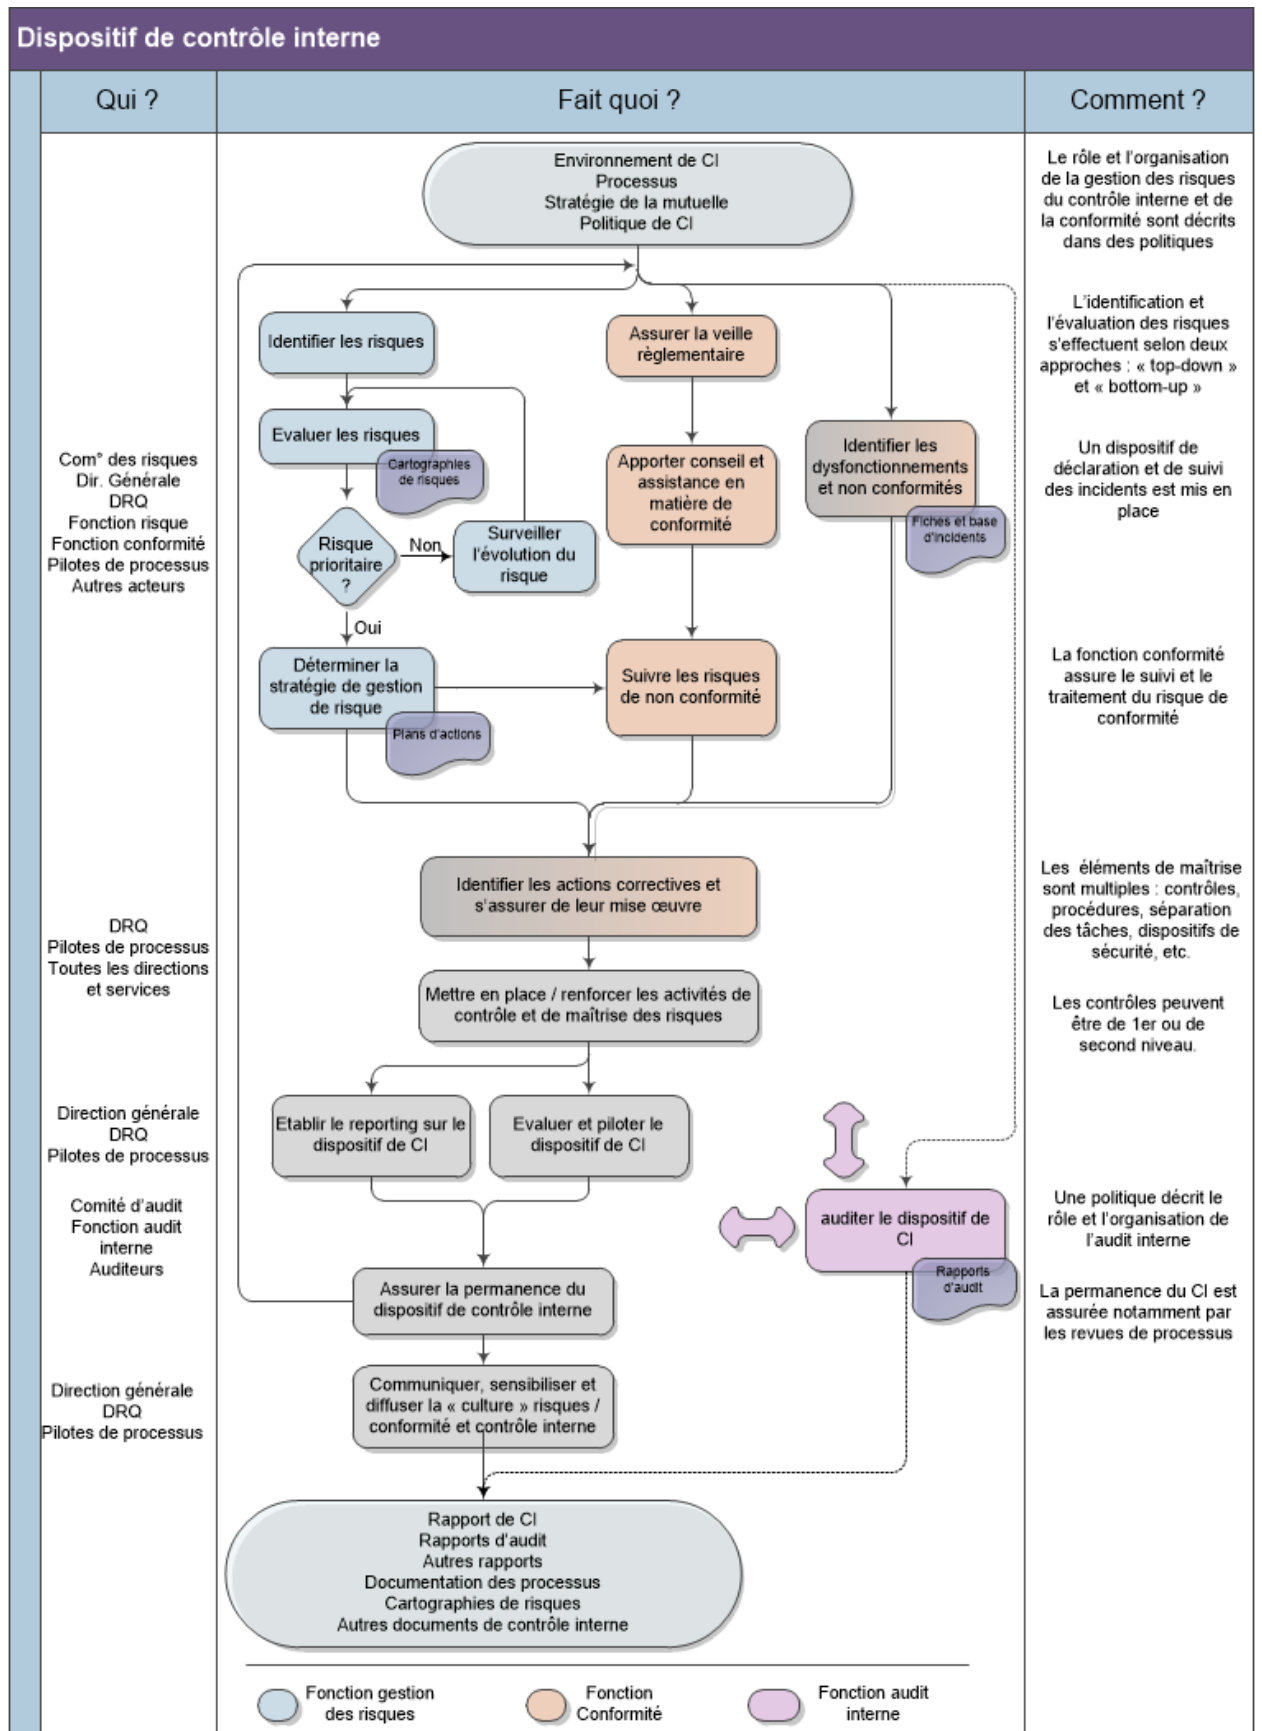 Dispositif de contrôle interne
Qui ?
Fait quoi ?
Comment ?
Environnement de CI
Processus
Stratégie de la mutuelle
Politique de CI
Le rôle et l'organisation
de la gestion des risques
du contrôle interne et de
la conformité sont décrits
dans des politiques
Identifier les risques
Assurer la veille
règlementaire
L'identification et
l'évaluation des risques
s'effectuent selon deux
approches : « top-down »
et « bottom-up »
Com° des risques
Dir. Générale
DRQ
Fonction risque
Fonction conformité
Pilotes de processus
Autres acteurs
Evaluer les risques
Cartographies
de risques
Apporter conseil et
assistance en
matière de
conformité
Identifier les
dysfonctionnements
et non conformités
Fiches et base
d'incidents
Un dispositif de
déclaration et de suivi
des incidents est mis en
place
Risque
prioritaire
?
Non
Surveiller
l'évolution du
risque
Oui
Déterminer la
stratégie de gestion
de risque
Plans d'actions
Suivre les risques
de non conformité
La fonction conformité
assure le suivi et le
traitement du risque de
conformité
DRQ
Pilotes de processus
Toutes les directions
et services
Identifier les actions correctives et
s'assurer de leur mise œuvre
Les éléments de maîtrise
sont multiples : contrôles,
procédures, séparation
des tâches, dispositifs de
sécurité, etc.
Mettre en place / renforcer les activités de
contrôle et de maîtrise des risques
Les contrôles peuvent
être de 1er ou de
second niveau.
Direction générale
DRQ
Pilotes de processus
Etablir le reporting sur le
dispositif de CI
Evaluer et piloter le
dispositif de CI
Comité d'audit
Fonction audit
interne
Auditeurs
auditer le dispositif de
CI
Rapports
d'audit
Une politique décrit le
rôle et l'organisation de
l'audit interne
Assurer la permanence du
dispositif de contrôle interne
La permanence du CI est
assurée notamment par
les revues de processus
Direction générale
DRQ
Pilotes de processus
Communiquer, sensibiliser et
diffuser la « culture » risques /
conformité et contrôle interne
Rapport de CI
Rapports d'audit
Autres rapports
Documentation des processus
Cartographies de risques
Autres documents de contrôle interne
Fonction gestion
des risques
Fonction
Conformité
Fonction audit
interne